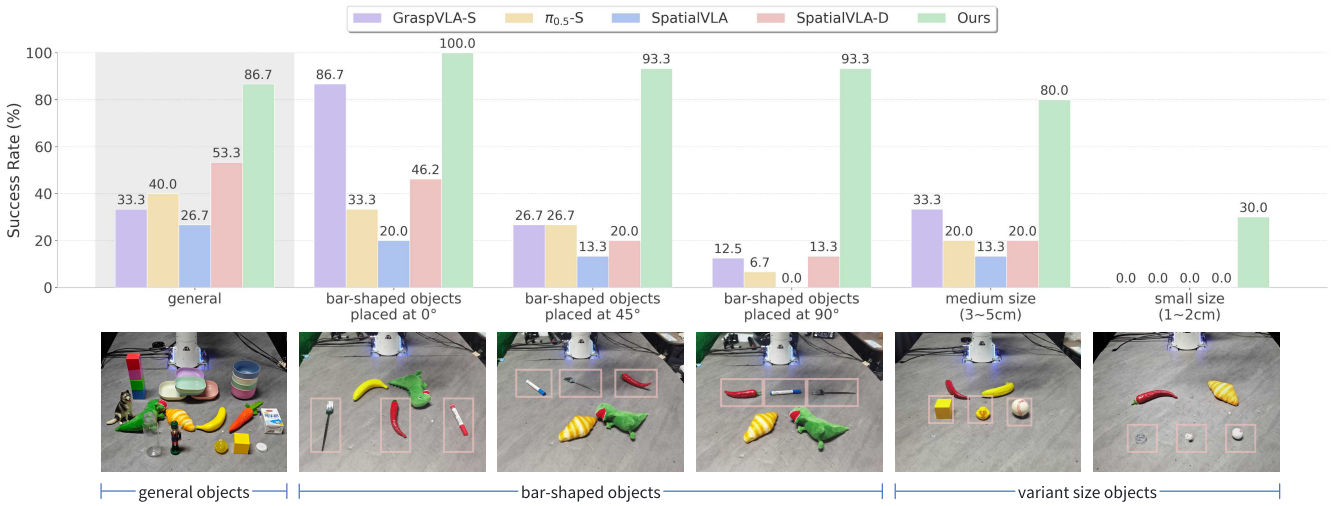 GraspVLA-S
π0.5-S
SpatialVLA
SpatialVLA-D
Ours
Success Rate (%)
100
80
60
40
20
0
33.3
40.0
26.7
53.3
86.7
86.7
33.3
20.0
46.2
100.0
26.7
26.7
13.3
20.0
93.3
12.5
6.7
0.0
13.3
93.3
33.3
20.0
13.3
20.0
80.0
0.0
0.0
0.0
0.0
30.0
general
bar-shaped objects
placed at 0°
bar-shaped objects
placed at 45°
bar-shaped objects
placed at 90°
medium size
(3~5cm)
small size
(1~2cm)
general objects
bar-shaped objects
variant size objects